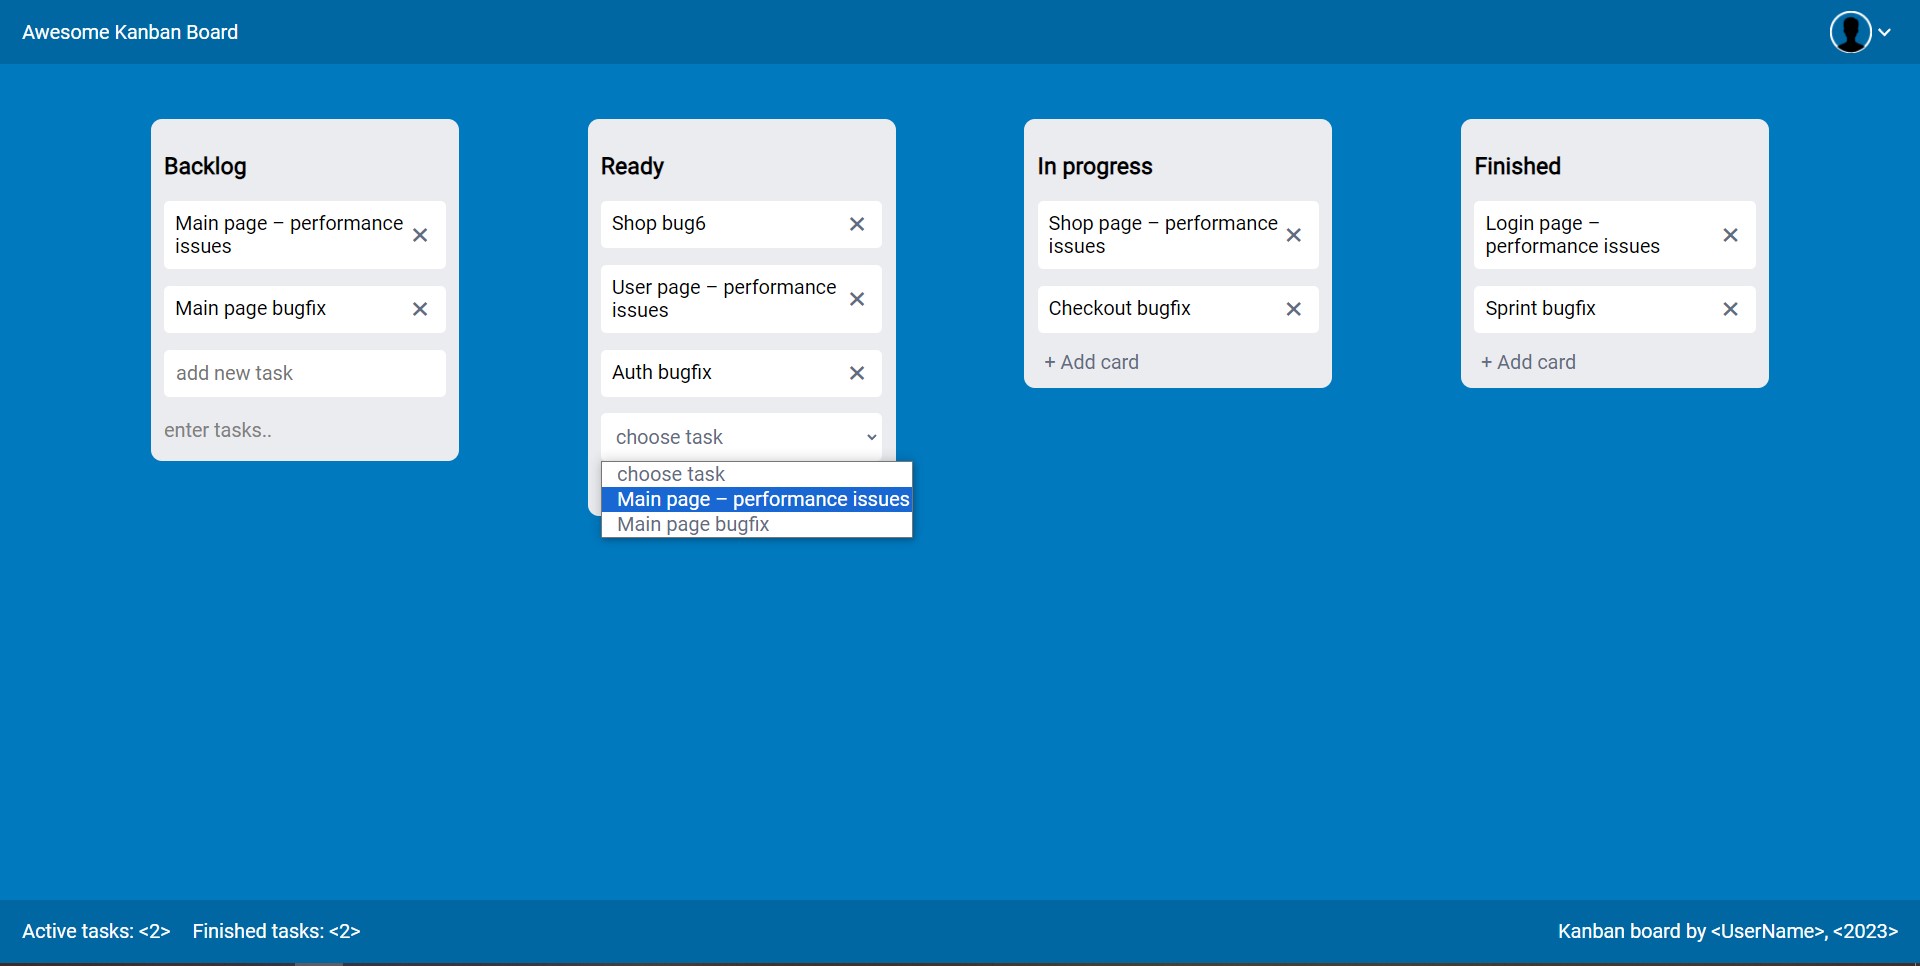 Awesome Kanban Board
Backlog
Main page – performance
issues
Main page bugfix
add new task
enter tasks..
Ready
Shop bug6
User page – performance
issues
Auth bugfix
choose task
choose task
Main page – performance issues
Main page bugfix
In progress
Shop page – performance
issues
Checkout bugfix
+ Add card
Finished
Login page –
performance issues
Sprint bugfix
+ Add card
Active tasks: <2>
Finished tasks: <2>
Kanban board by <UserName>, <2023>